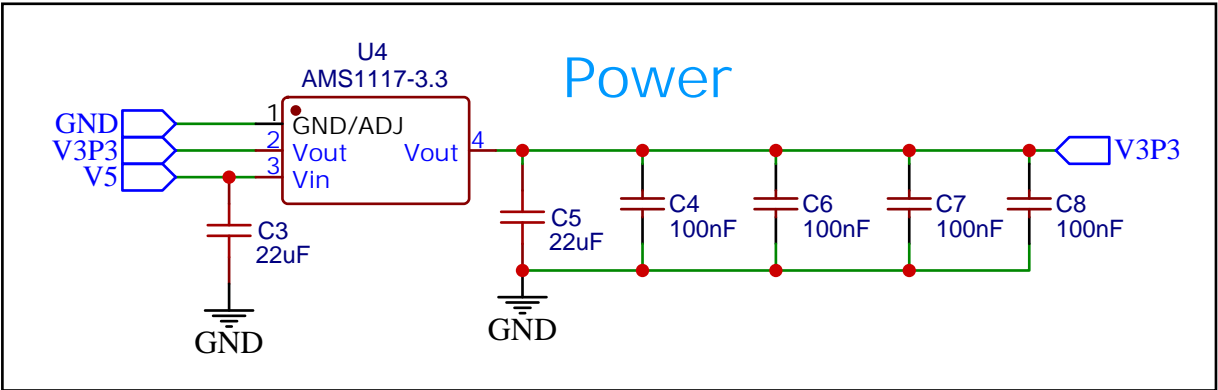 U4
AMS1117-3.3
Power
GND
1
GND/ADJ
V3P3
2
Vout
Vout
4
V3P3
V5
3
Vin
C3
22uF
GND
C5
22uF
GND
C4
100nF
C6
100nF
C7
100nF
C8
100nF